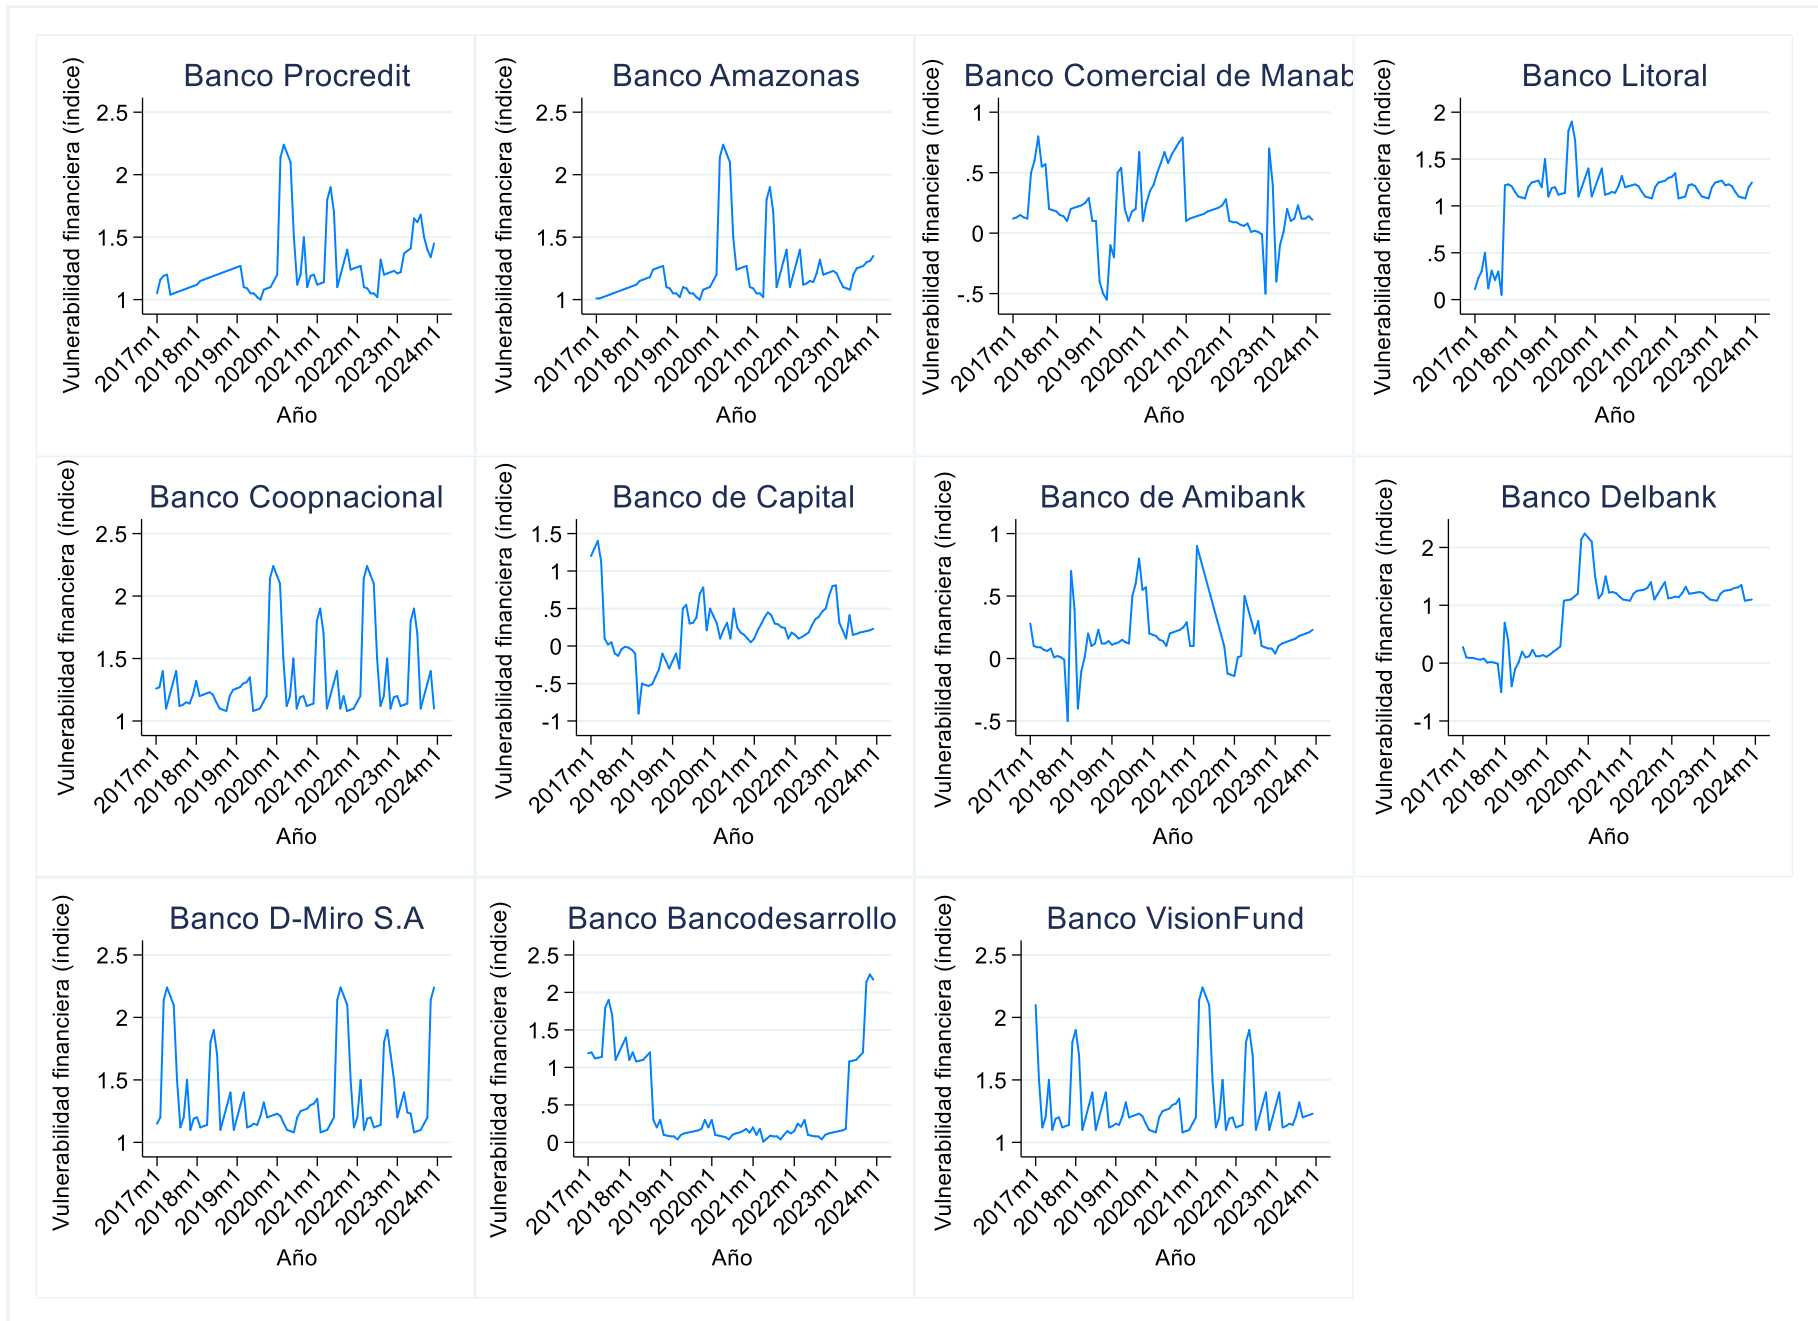 Banco Procredit
Vulnerabilidad financiera (índice)
2.5
2
1.5
1
2017m1
2018m1
2019m1
2020m1
2021m1
2022m1
2023m1
2024m1
Año
Banco Amazonas
Vulnerabilidad financiera (índice)
2.5
2
1.5
1
2017m1
2018m1
2019m1
2020m1
2021m1
2022m1
2023m1
2024m1
Año
Banco Comercial de Manab
Vulnerabilidad financiera (índice)
1
.5
0
-.5
2017m1
2018m1
2019m1
2020m1
2021m1
2022m1
2023m1
2024m1
Año
Banco Litoral
Vulnerabilidad financiera (índice)
2
1.5
1
.5
0
2017m1
2018m1
2019m1
2020m1
2021m1
2022m1
2023m1
2024m1
Año
Banco Coopnacional
Vulnerabilidad financiera (índice)
2.5
2
1.5
1
2017m1
2018m1
2019m1
2020m1
2021m1
2022m1
2023m1
2024m1
Año
Banco de Capital
Vulnerabilidad financiera (índice)
1.5
1
.5
0
-.5
-1
2017m1
2018m1
2019m1
2020m1
2021m1
2022m1
2023m1
2024m1
Año
Banco de Amibank
Vulnerabilidad financiera (índice)
1
.5
0
-.5
2017m1
2018m1
2019m1
2020m1
2021m1
2022m1
2023m1
2024m1
Año
Banco Delbank
Vulnerabilidad financiera (índice)
2
1
0
-1
2017m1
2018m1
2019m1
2020m1
2021m1
2022m1
2023m1
2024m1
Año
Banco D-Miro S.A
Vulnerabilidad financiera (índice)
2.5
2
1.5
1
2017m1
2018m1
2019m1
2020m1
2021m1
2022m1
2023m1
2024m1
Año
Banco Bancodesarrollo
Vulnerabilidad financiera (índice)
2.5
2
1.5
1
.5
0
2017m1
2018m1
2019m1
2020m1
2021m1
2022m1
2023m1
2024m1
Año
Banco VisionFund
Vulnerabilidad financiera (índice)
2.5
2
1.5
1
2017m1
2018m1
2019m1
2020m1
2021m1
2022m1
2023m1
2024m1
Año